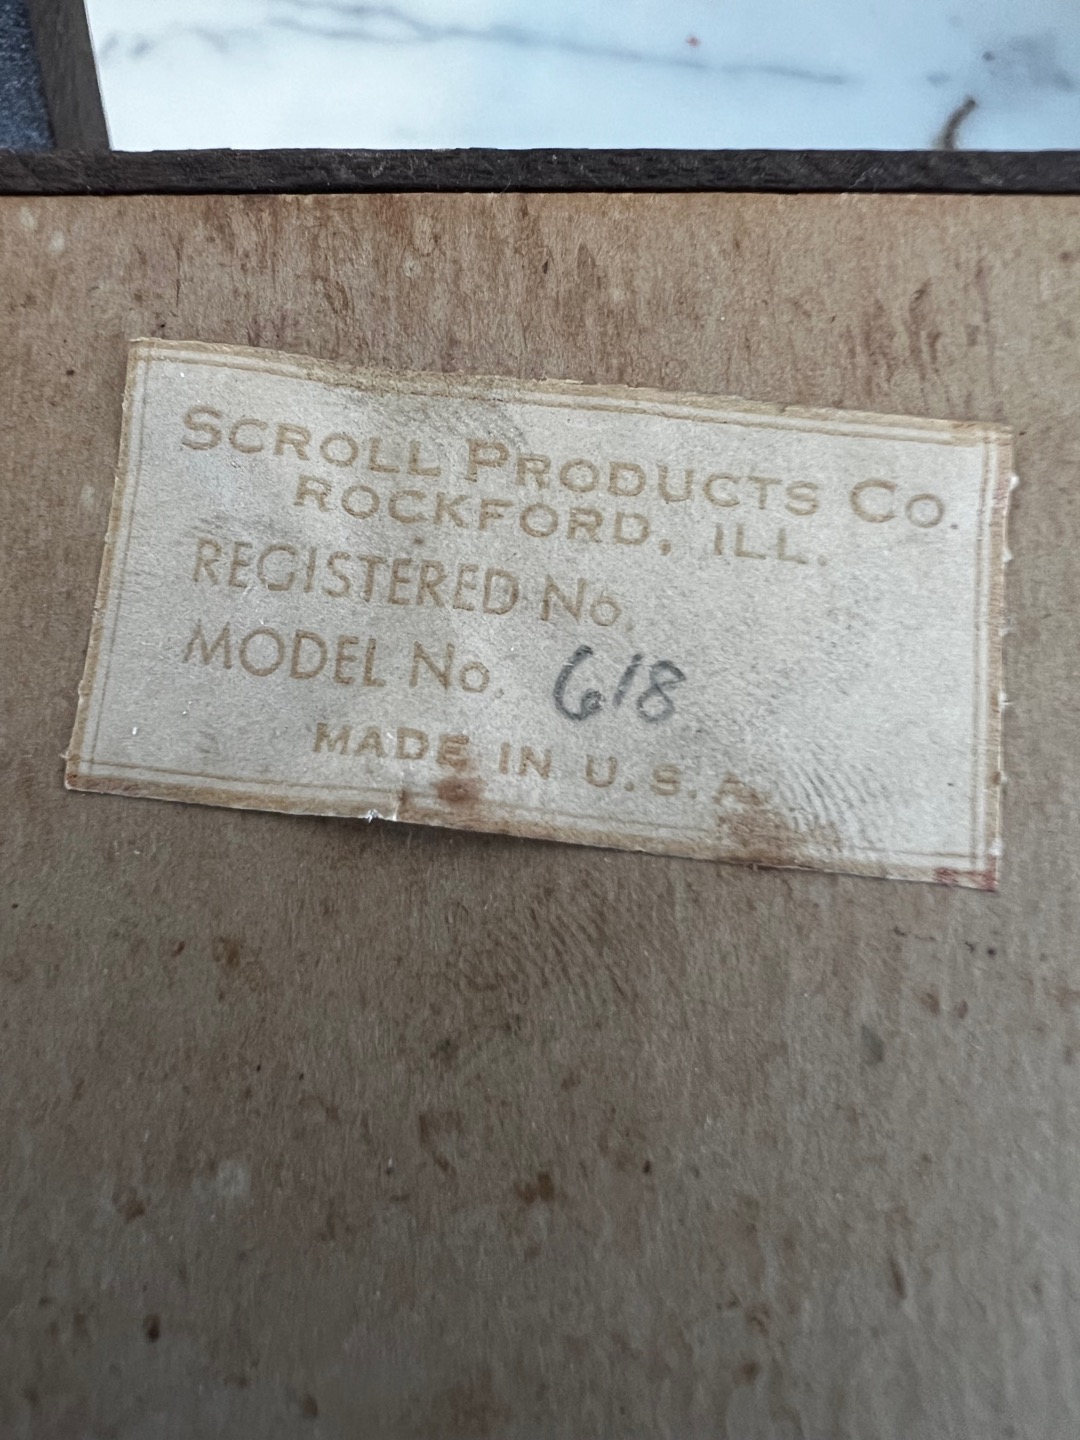 SCROLL PRODUCTS CO.
ROCKFORD, ILL.
REGISTERED No.
MODEL No. 618
MADE IN U.S.A.